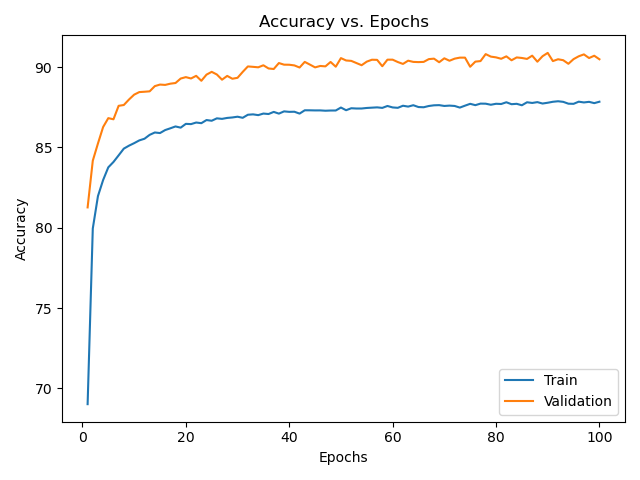 Accuracy vs. Epochs
Accuracy
90
85
80
75
70
0 20 40 60 80 100
Epochs
Train
Validation